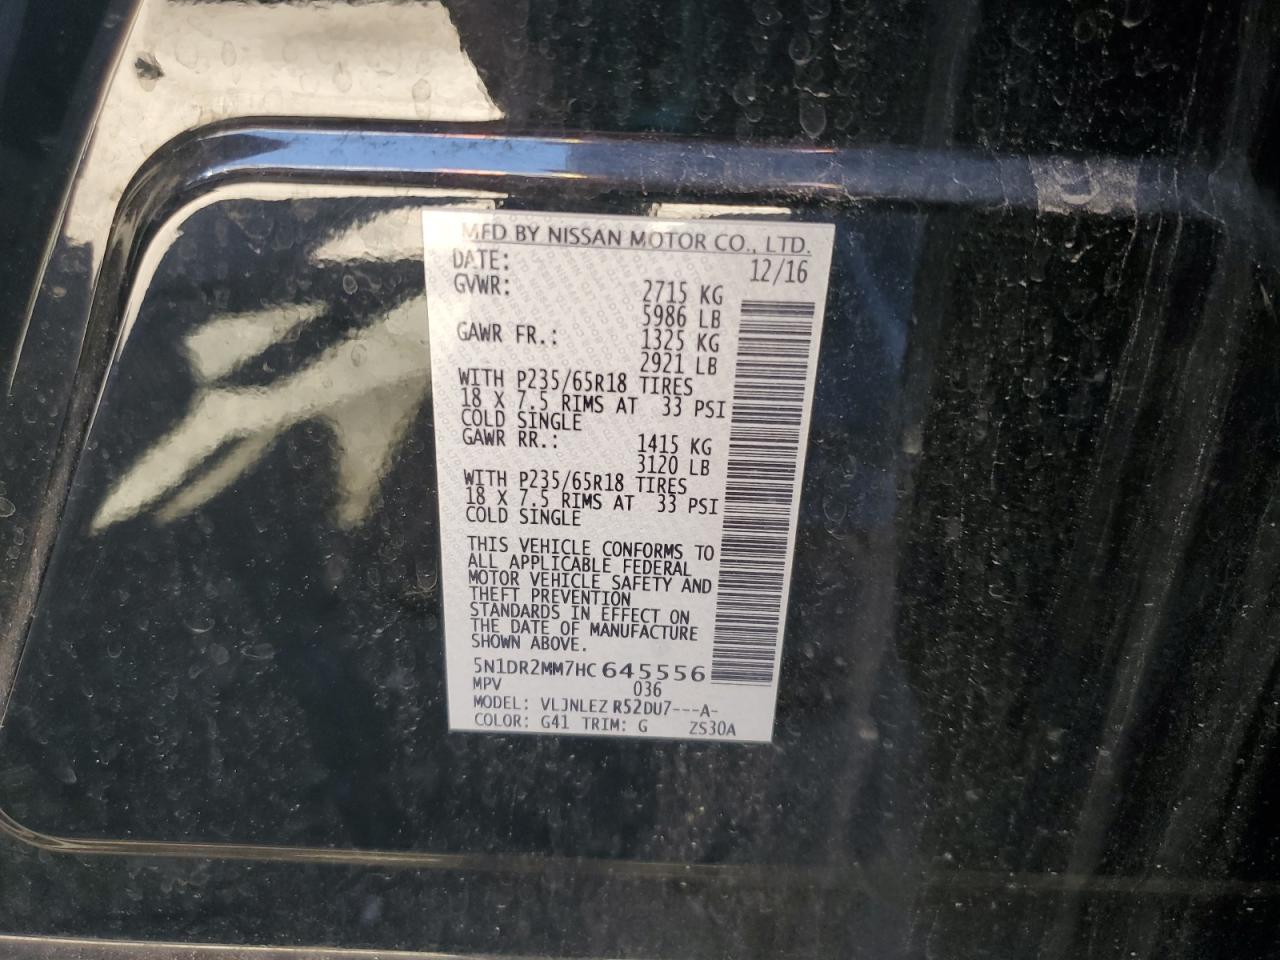 MFD BY NISSAN MOTOR CO., LTD.
DATE: 12/16
GVWR: 2715 KG
5986 LB
GAWR FR.: 1325 KG
2921 LB
WITH P235/65R18 TIRES
18 X 7.5 RIMS AT 33 PSI
COLD SINGLE
GAWR RR.: 1415 KG
3120 LB
WITH P235/65R18 TIRES
18 X 7.5 RIMS AT 33 PSI
COLD SINGLE
THIS VEHICLE CONFORMS TO
ALL APPLICABLE FEDERAL
MOTOR VEHICLE SAFETY AND
THEFT PREVENTION
STANDARDS IN EFFECT ON
THE DATE OF MANUFACTURE
SHOWN ABOVE.
5N1DR2MM7HC645556
MPV 036
MODEL: VLJNLEZ R52DU7---A-
COLOR: G41 TRIM: G ZS30A